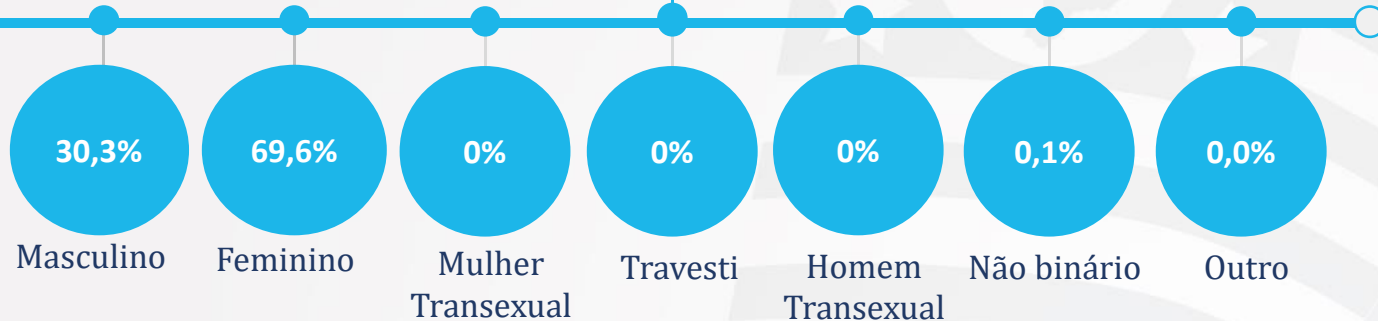 30,3%
69,6%
0%
0%
0%
0,1%
0,0%
Masculino
Feminino
Mulher
Transexual
Travesti
Homem
Transexual
Não binário
Outro